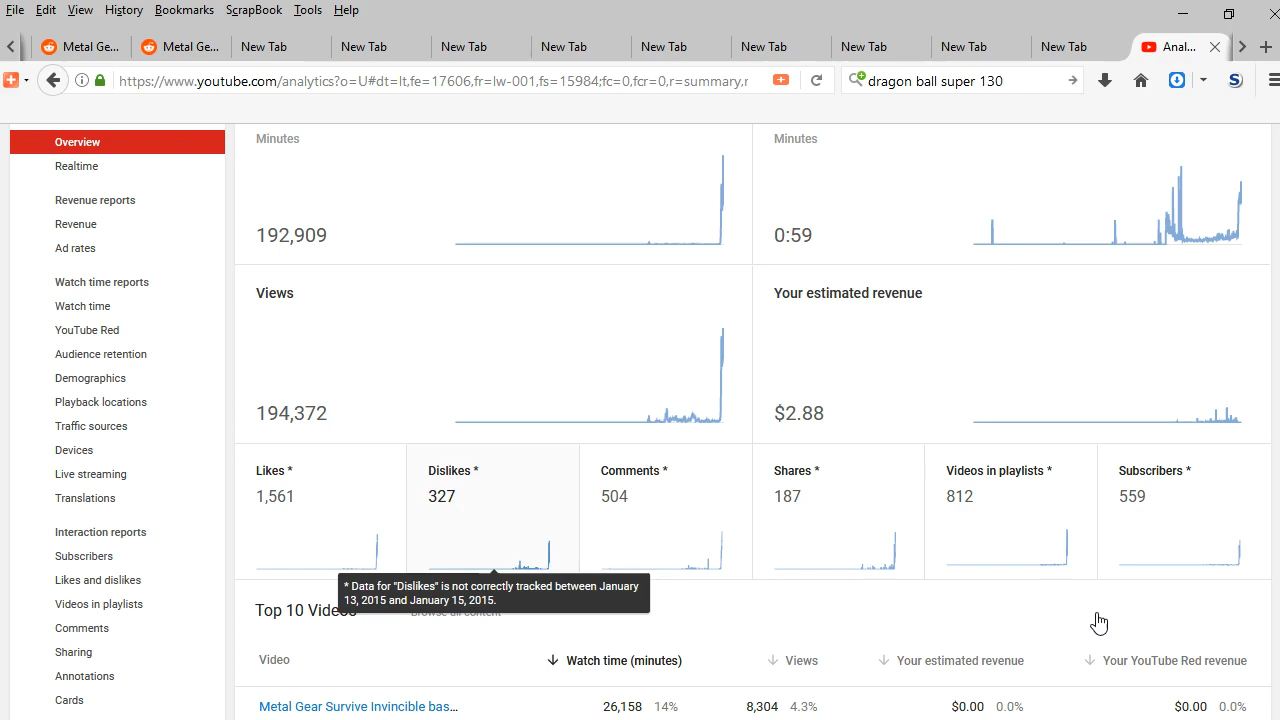 File Edit View History Bookmarks ScrapBook Tools Help
Metal Ge... Metal Ge... New Tab New Tab New Tab New Tab New Tab New Tab New Tab New Tab New Tab Anal...
https://www.youtube.com/analytics?o=U#dt=lt,fe=17606,fr=lw-001,fs=15984;fc=0,fcr=0,r=summary,r
dragon ball super 130
Overview
Realtime
Revenue reports
Revenue
Ad rates
Watch time reports
Watch time
YouTube Red
Audience retention
Demographics
Playback locations
Traffic sources
Devices
Live streaming
Translations
Interaction reports
Subscribers
Likes and dislikes
Videos in playlists
Comments
Sharing
Annotations
Cards
Minutes
192,909
Minutes
0:59
Views
194,372
Your estimated revenue
$2.88
Likes *
1,561
Dislikes *
327
Comments *
504
Shares *
187
Videos in playlists *
812
Subscribers *
559
* Data for "Dislikes" is not correctly tracked between January
13, 2015 and January 15, 2015.
Top 10 Videos Browse all content
Video Watch time (minutes) Views Your estimated revenue Your YouTube Red revenue
Metal Gear Survive Invincible bas... 26,158 14% 8,304 4.3% $0.00 0.0% $0.00 0.0%